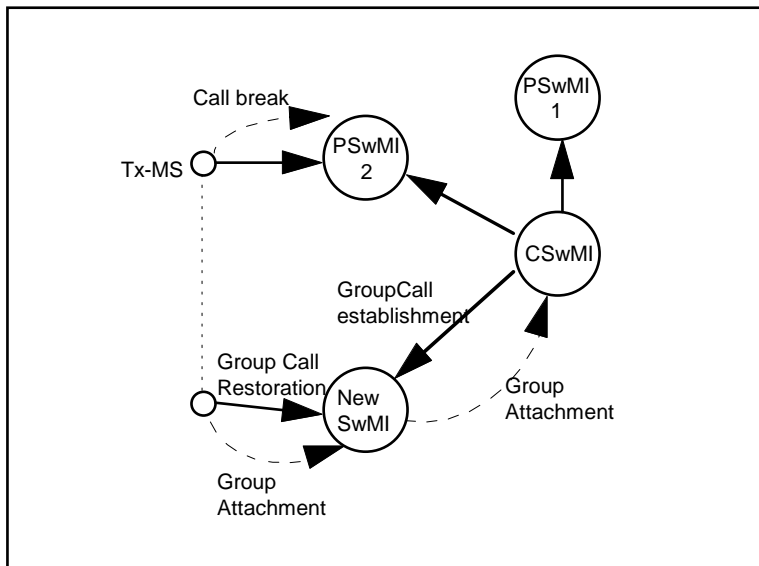 Call break
PSwMI
1
PSwMI
2
Tx-MS
CSwMI
GroupCall
establishment
Group Call
Restoration
New
SwMI
Group
Attachment
Group
Attachment